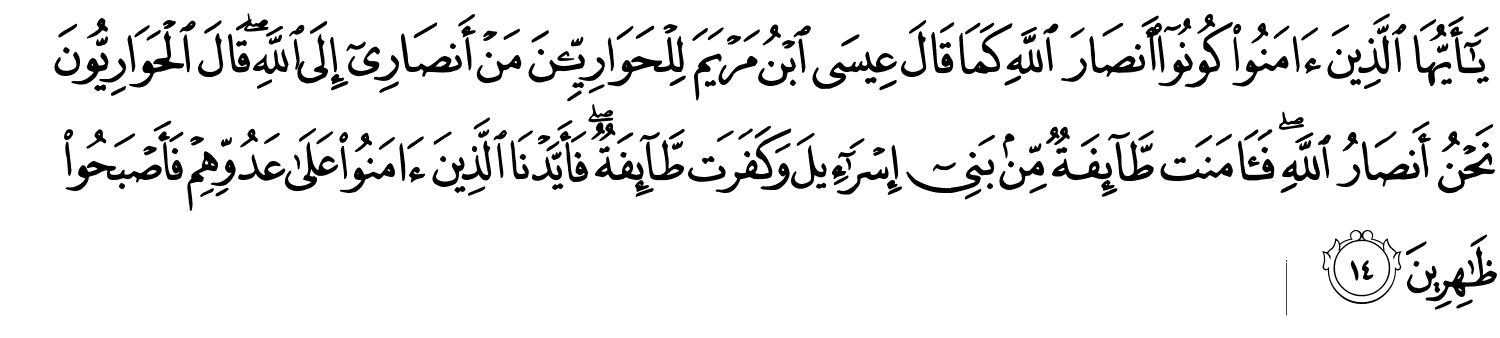 يَـٰٓأَيُّهَا ٱلَّذِينَ ءَامَنُوا۟ كُونُوٓا۟ أَنصَارَ ٱللَّهِ كَمَا قَالَ عِيسَى ٱبْنُ مَرْيَمَ لِلْحَوَارِيِّـۧنَ مَنْ أَنصَارِىٓ إِلَى ٱللَّهِ ۖ قَالَ ٱلْحَوَارِيُّونَ
نَحْنُ أَنصَارُ ٱللَّهِ ۖ فَـَٔامَنَت طَّآئِفَةٌ مِّنۢ بَنِىٓ إِسْرَٰٓءِيلَ وَكَفَرَت طَّآئِفَةٌ ۖ فَأَيَّدْنَا ٱلَّذِينَ ءَامَنُوا۟ عَلَىٰ عَدُوِّهِمْ فَأَصْبَحُوا۟
ظَـٰهِرِينَ ١٤